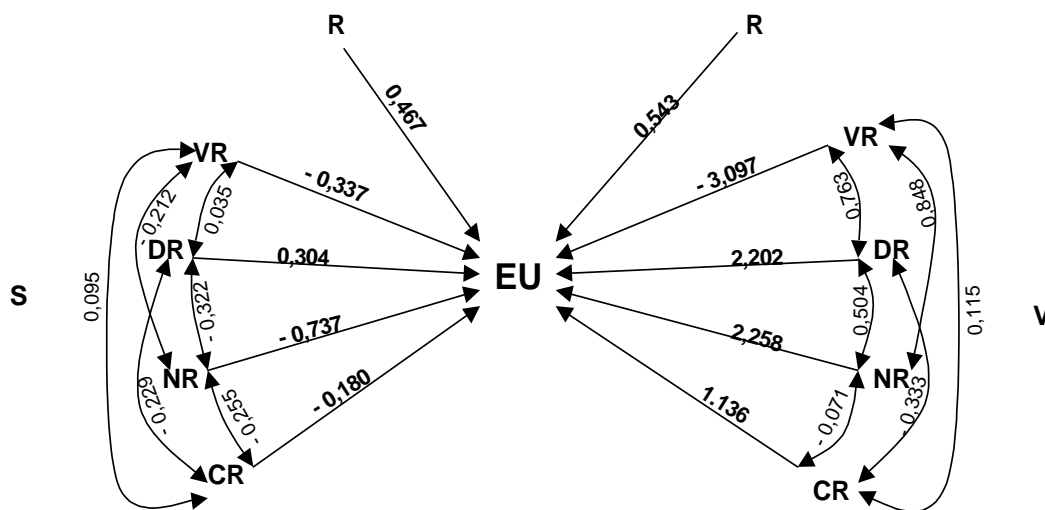 R
R
0,467
0,543
VR
VR
- 0,337
- 3,097
- 0,212
0,035
0,763
0,848
DR
0,304
EU
2,202
DR
S
0,095
- 0,322
- 0,737
2,258
0,504
0,115
V
NR
NR
- 0,229
- 0,255
- 0,180
1.136
- 0,071
- 0,333
CR
CR